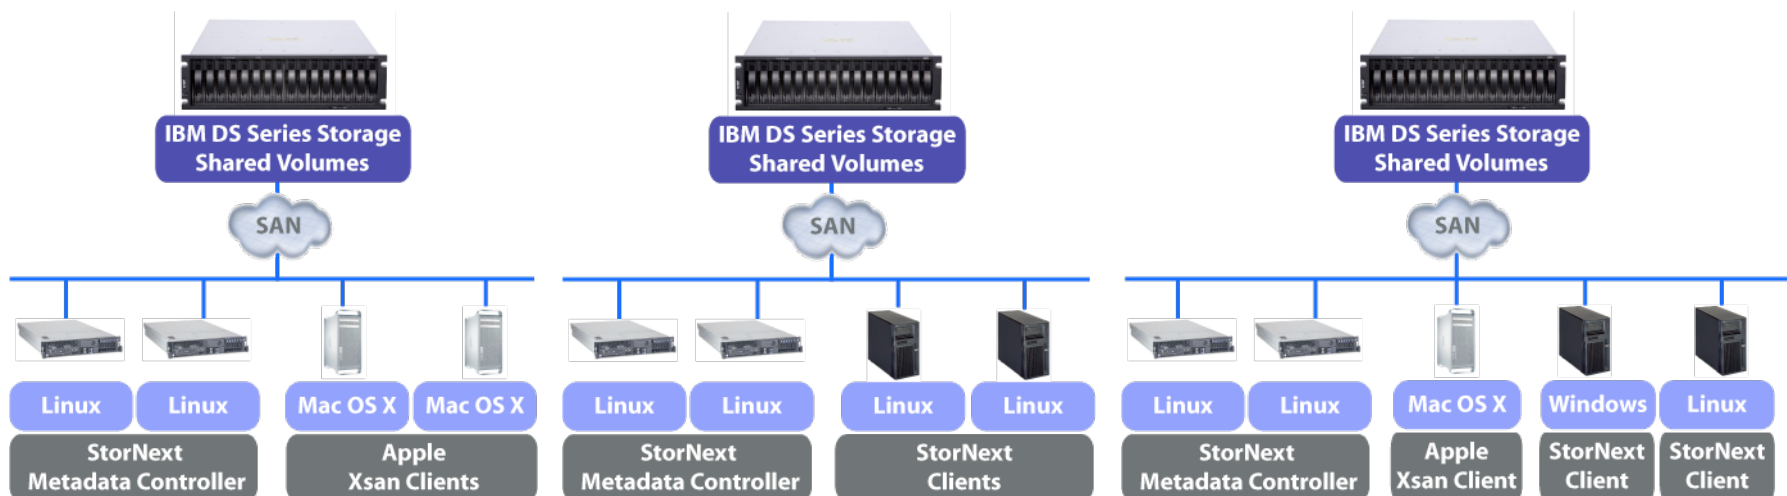 IBM DS Series Storage
Shared Volumes
SAN
Linux
Linux
Mac OS X
Mac OS X
StorNext
Metadata Controller
Apple
Xsan Clients
IBM DS Series Storage
Shared Volumes
SAN
Linux
Linux
Linux
Linux
StorNext
Metadata Controller
StorNext
Clients
IBM DS Series Storage
Shared Volumes
SAN
Linux
Linux
Mac OS X
Windows
Linux
StorNext
Metadata Controller
Apple
Xsan Client
StorNext
Client
StorNext
Client